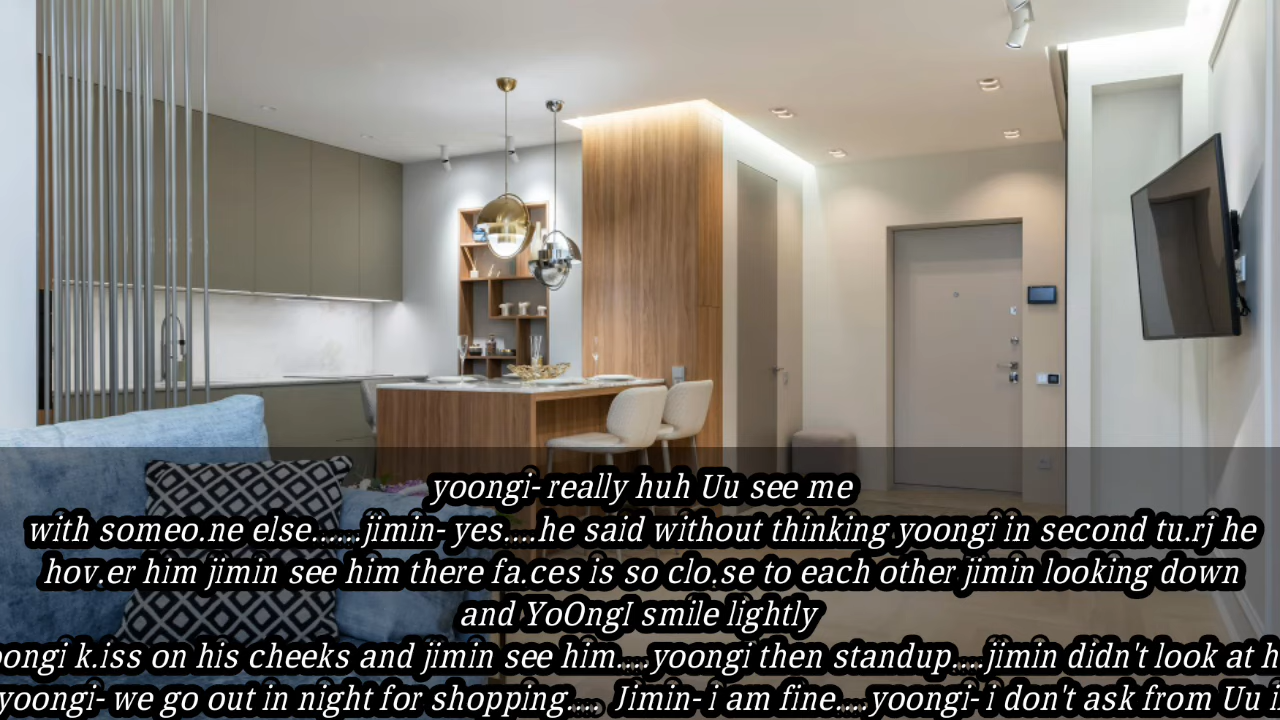 yoongi- really huh Uu see me
with someo.ne else......jimin- yes....he said without thinking yoongi in second tu.rj he
hov.er him jimin see him there fa.ces is so clo.se to each other jimin looking down
and YoOngI smile lightly
oongi k.iss on his cheeks and jimin see him....yoongi then standup....jimin didn't look at
yoongi- we go out in night for shopping.... Jimin- i am fine....yoongi- i don't ask from Uu